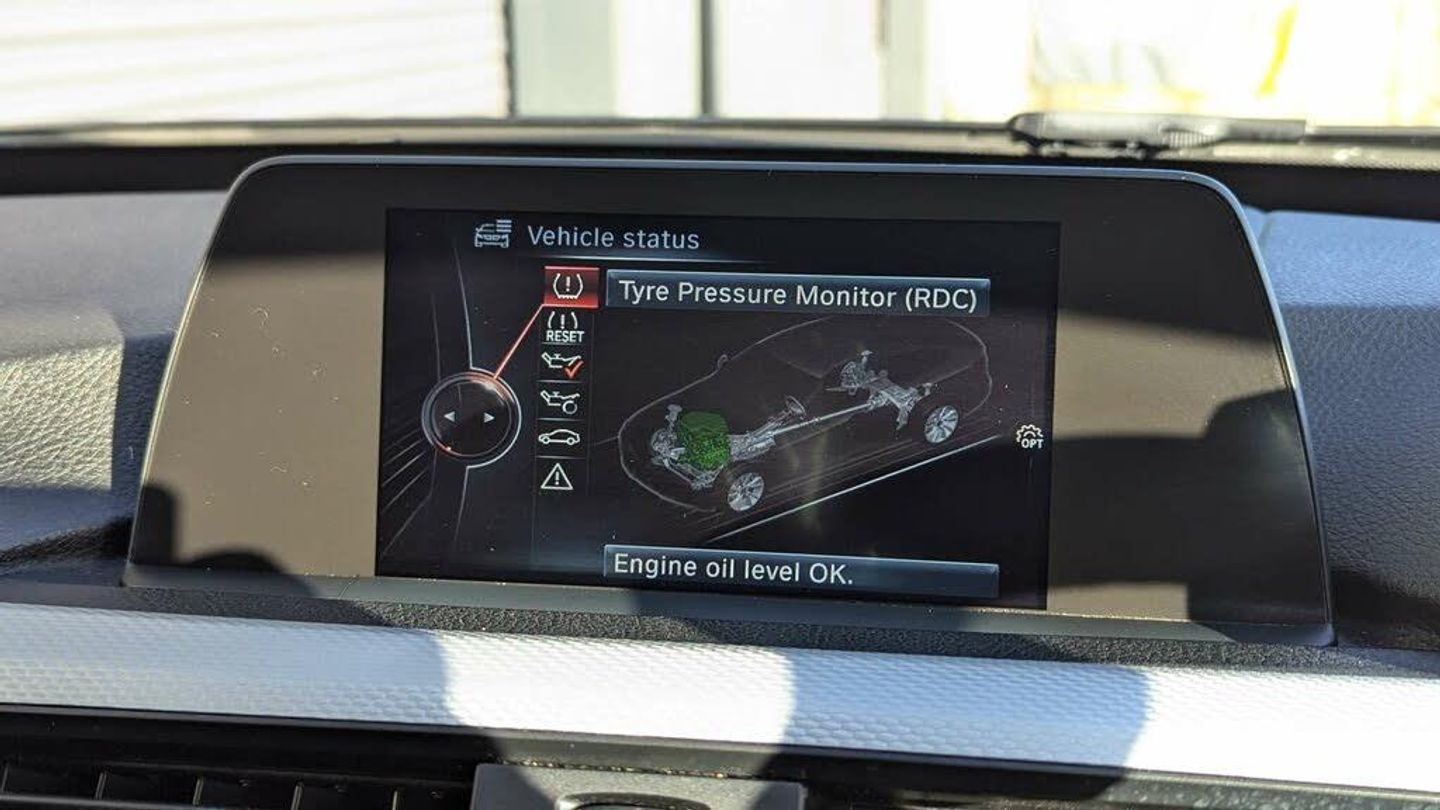 Vehicle status
Tyre Pressure Monitor (RDC)
RESET
OPT
Engine oil level OK.